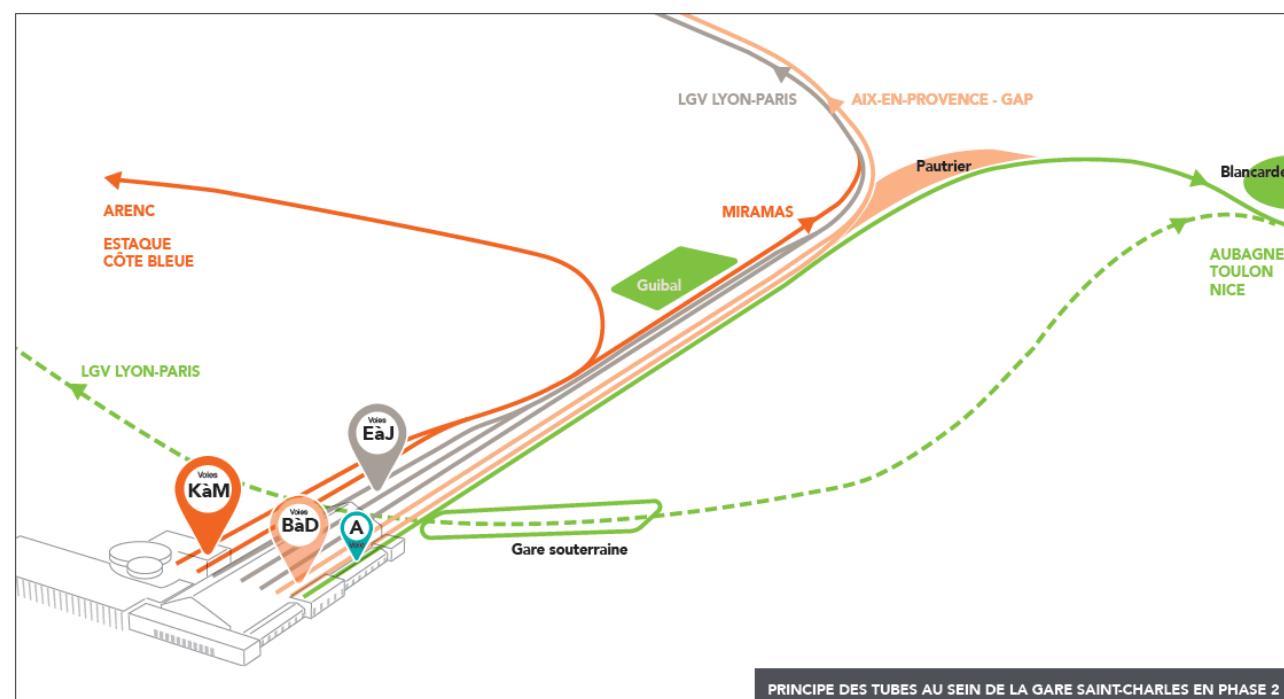 LGV LYON-PARIS
AIX-EN-PROVENCE - GAP
Pautrier
Blancarde
ARENC
MIRAMAS
ESTAQUE
CÔTE BLEUE
AUBAGNE
TOULON
NICE
Guibal
LGV LYON-PARIS
Voies
EàJ
Voies
KàM
Voies
BàD
A
Voie
Gare souterraine
PRINCIPE DES TUBES AU SEIN DE LA GARE SAINT-CHARLES EN PHASE 2